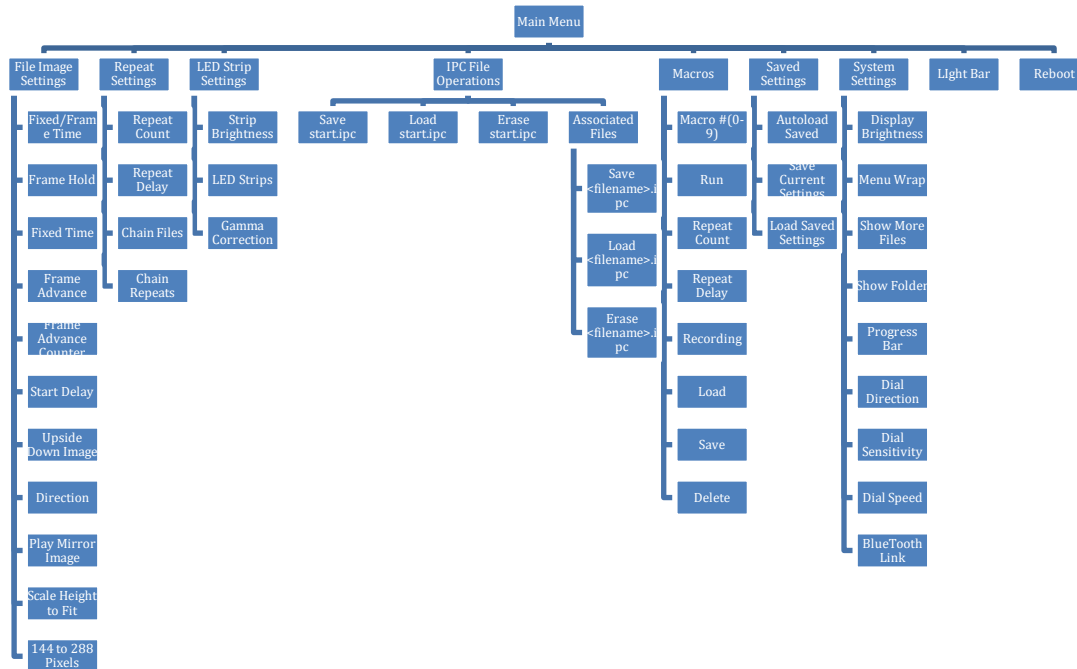 Main Menu
File Image
Settings
Repeat
Settings
LED Strip
Settings
IPC File
Operations
Macros
Saved
Settings
System
Settings
LIght Bar
Reboot
Fixed/Fram
e Time
Frame Hold
Fixed Time
Frame
Advance
Frame
Advance
Counter
Start Delay
Upside
Down Image
Direction
Play Mirror
Image
Scale Height
to Fit
144 to 288
Pixels
Repeat
Count
Repeat
Delay
Chain Files
Chain
Repeats
Strip
Brightness
LED Strips
Gamma
Correction
Save
start.ipc
Load
start.ipc
Erase
start.ipc
Associated
Files
Save
<filename>.i
pc
Load
<filename>.i
pc
Erase
<filename>.i
pc
Macro #(0-
9)
Run
Repeat
Count
Repeat
Delay
Recording
Load
Save
Delete
Autoload
Saved
Save
Current
Settings
Load Saved
Settings
Display
Brightness
Menu Wrap
Show More
Files
Show Folder
Progress
Bar
Dial
Direction
Dial
Sensitivity
Dial Speed
BlueTooth
Link